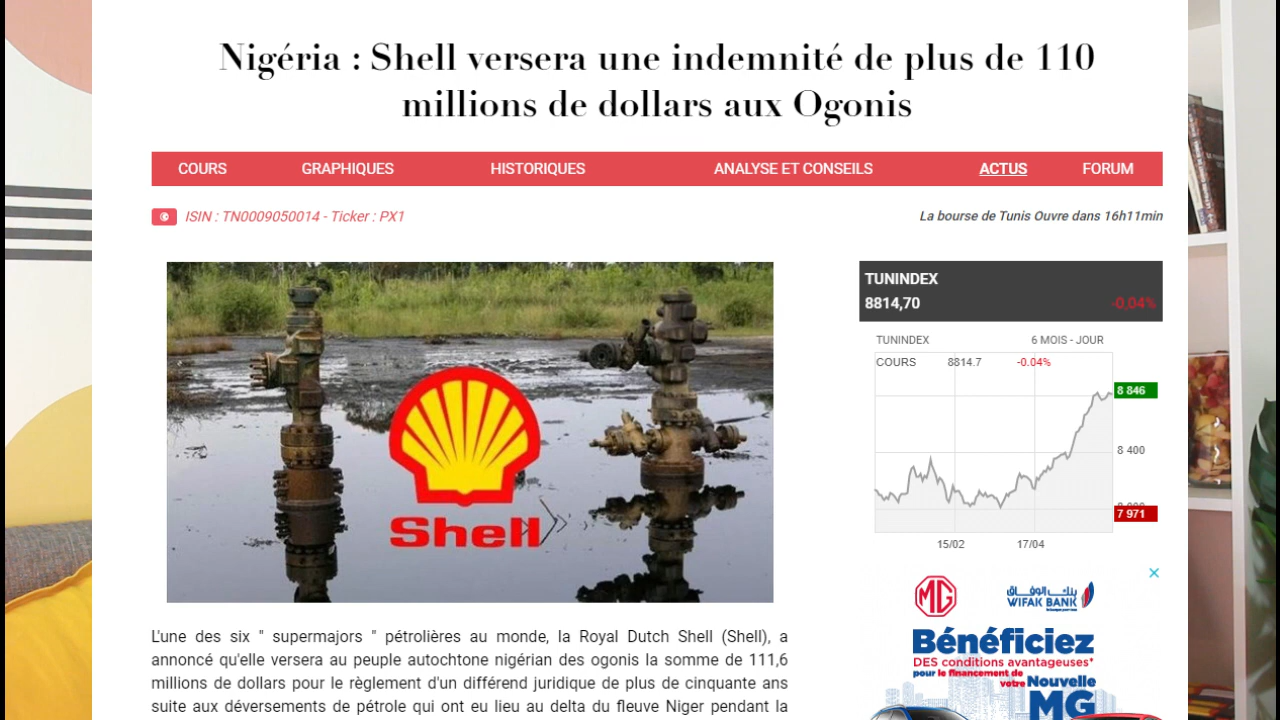 Nigéria : Shell versera une indemnité de plus de 110
millions de dollars aux Ogonis
COURS GRAPHIQUES HISTORIQUES ANALYSE ET CONSEILS ACTUS FORUM
ISIN : TN0009050014 - Ticker : PX1
La bourse de Tunis Ouvre dans 16h11min
TUNINDEX
8814,70 -0,04%
TUNINDEX 6 MOIS - JOUR
COURS 8814.7 -0.04%
8 846
8 400
7 971
15/02 17/04
Shell
MG
بنك الوفاق
WIFAK BANK
Bénéficiez
DES conditions avantageuses*
pour le financement de
votre Nouvelle
MG
L'une des six " supermajors " pétrolières au monde, la Royal Dutch Shell (Shell), a
annoncé qu'elle versera au peuple autochtone nigérian des ogonis la somme de 111,6
millions de dollars sur le règlement d'un différend juridique de plus de cinquante ans
suite aux déversements de pétrole qui ont eu lieu au delta du fleuve Niger pendant la